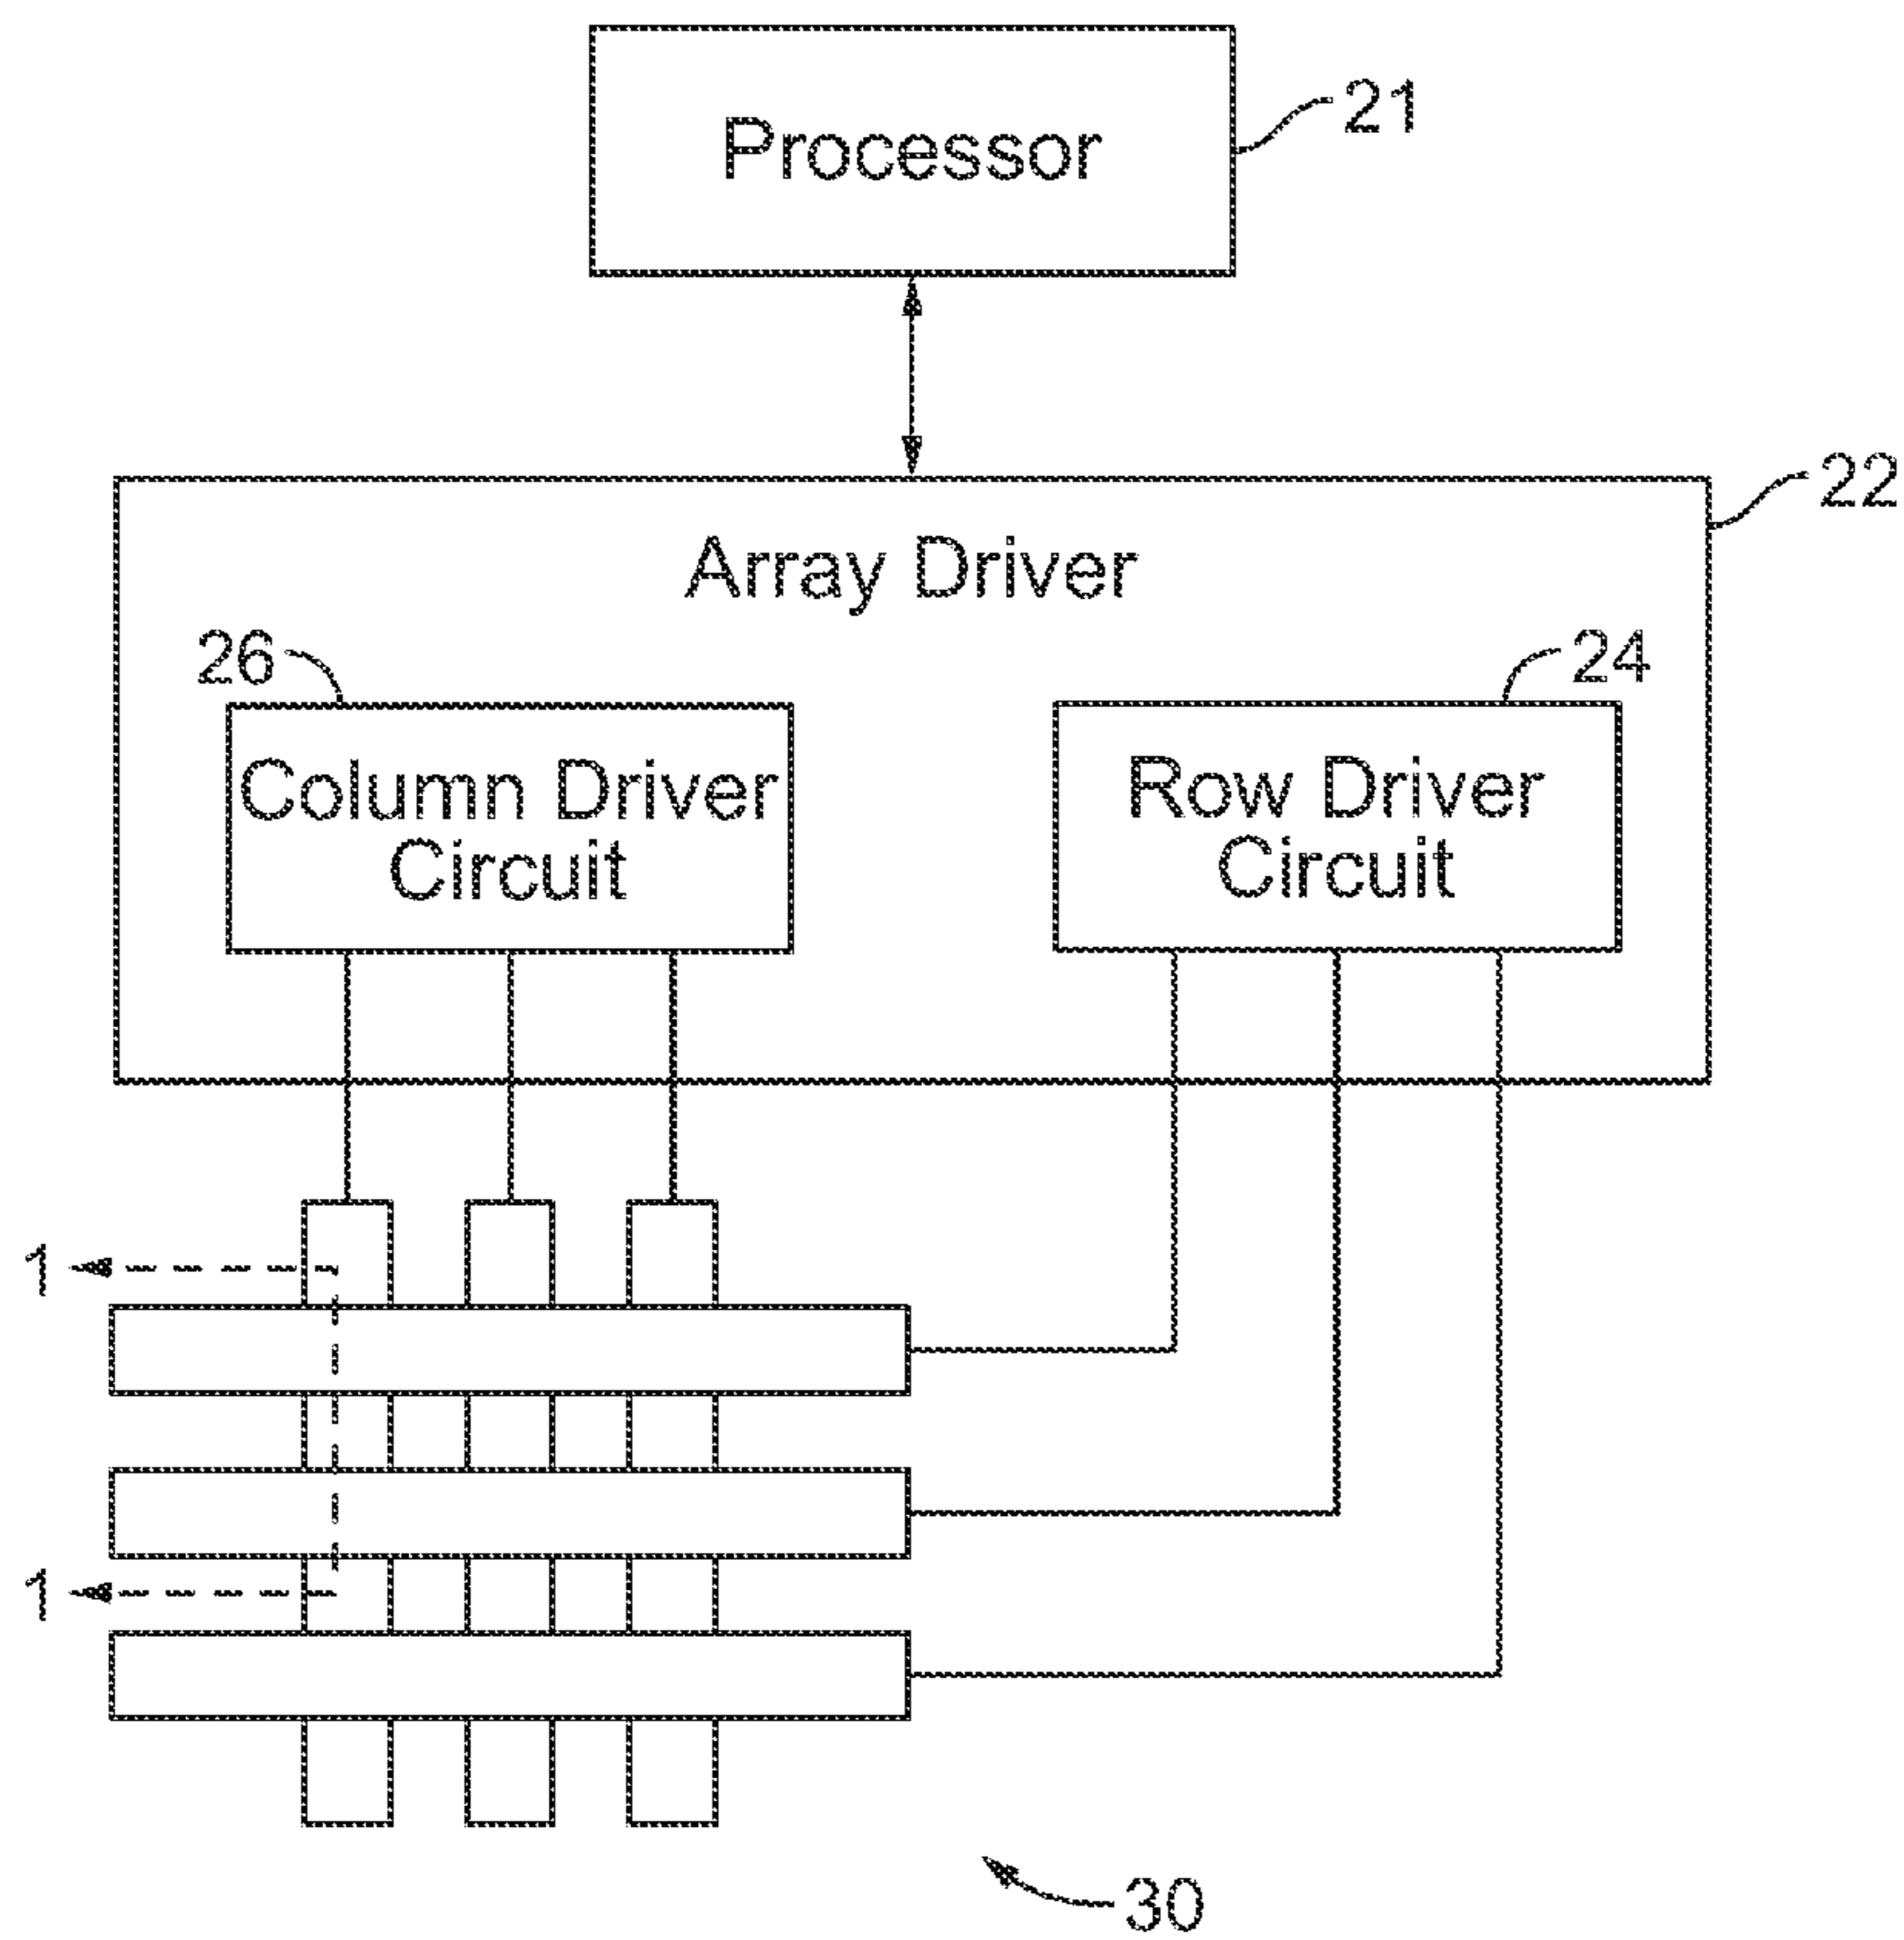 Processor
21
22
Array Driver
26
24
Column Driver
Circuit
Row Driver
Circuit
1
1
30